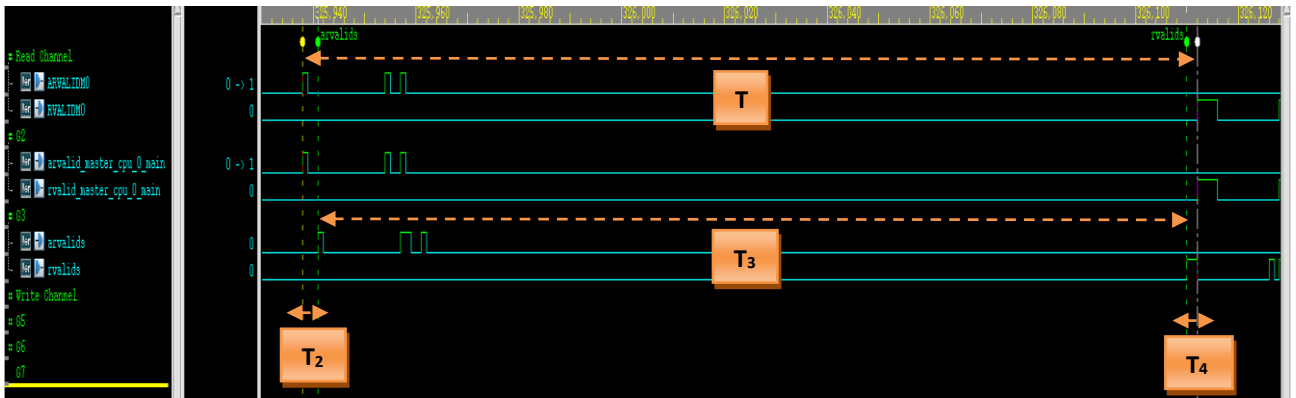 325,940 325,960 325,980 326,000 326,020 326,040 326,060 326,080 326,100 326,120
arvalids rvalids
Read Channel
ARVALIDM0 0 -> 1
RVALIDM0 0
T
G2
arvalid_master_cpu_0_main 0 -> 1
rvalid_master_cpu_0_main 0
G3
arvalids 0
rvalids 0
T3
Write Channel
G5
G6
G7
T2 T4